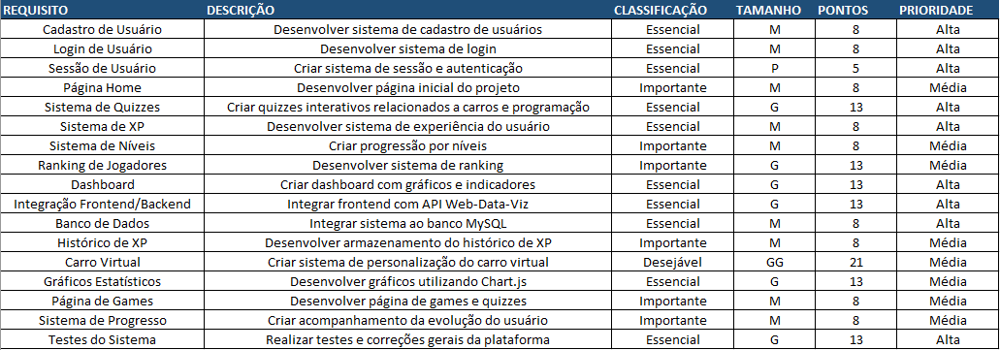 REQUISITO DESCRIÇÃO CLASSIFICAÇÃO TAMANHO PONTOS PRIORIDADE
Cadastro de Usuário Desenvolver sistema de cadastro de usuários Essencial M 8 Alta
Login de Usuário Desenvolver sistema de login Essencial M 8 Alta
Sessão de Usuário Criar sistema de sessão e autenticação Essencial P 5 Alta
Página Home Desenvolver página inicial do projeto Importante M 8 Média
Sistema de Quizzes Criar quizzes interativos relacionados a carros e programação Essencial G 13 Alta
Sistema de XP Desenvolver sistema de experiência do usuário Essencial M 8 Alta
Sistema de Níveis Criar progressão por níveis Importante M 8 Média
Ranking de Jogadores Desenvolver sistema de ranking Importante G 13 Média
Dashboard Criar dashboard com gráficos e indicadores Essencial G 13 Alta
Integração Frontend/Backend Integrar frontend com API Web-Data-Viz Essencial G 13 Alta
Banco de Dados Integrar sistema ao banco MySQL Essencial M 8 Alta
Histórico de XP Desenvolver armazenamento do histórico de XP Importante M 8 Média
Carro Virtual Criar sistema de personalização do carro virtual Desejável GG 21 Média
Gráficos Estatísticos Desenvolver gráficos utilizando Chart.js Essencial G 13 Alta
Página de Games Desenvolver página de games e quizzes Importante M 8 Média
Sistema de Progresso Criar acompanhamento da evolução do usuário Importante M 8 Média
Testes do Sistema Realizar testes e correções gerais da plataforma Essencial G 13 Alta